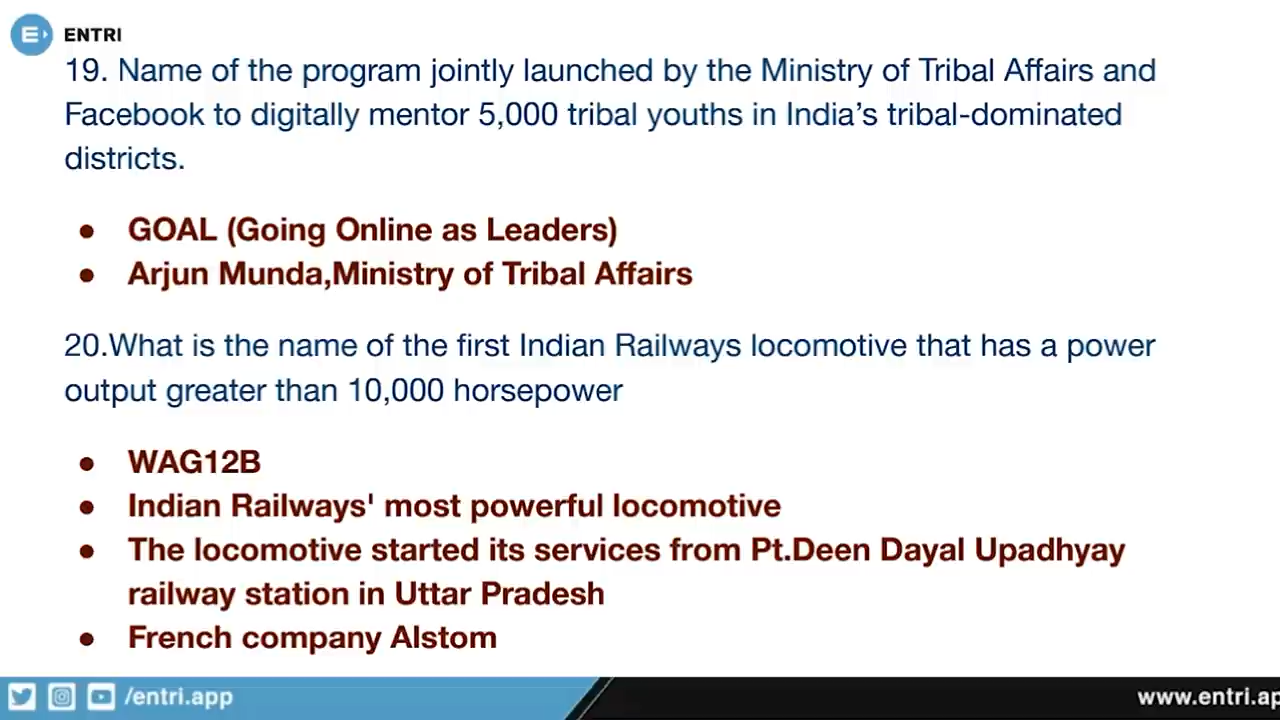 ENTRI
19. Name of the program jointly launched by the Ministry of Tribal Affairs and
Facebook to digitally mentor 5,000 tribal youths in India’s tribal-dominated
districts.
● GOAL (Going Online as Leaders)
● Arjun Munda,Ministry of Tribal Affairs
20.What is the name of the first Indian Railways locomotive that has a power
output greater than 10,000 horsepower
● WAG12B
● Indian Railways' most powerful locomotive
● The locomotive started its services from Pt.Deen Dayal Upadhyay
railway station in Uttar Pradesh
● French company Alstom
/entri.app
www.entri.ap